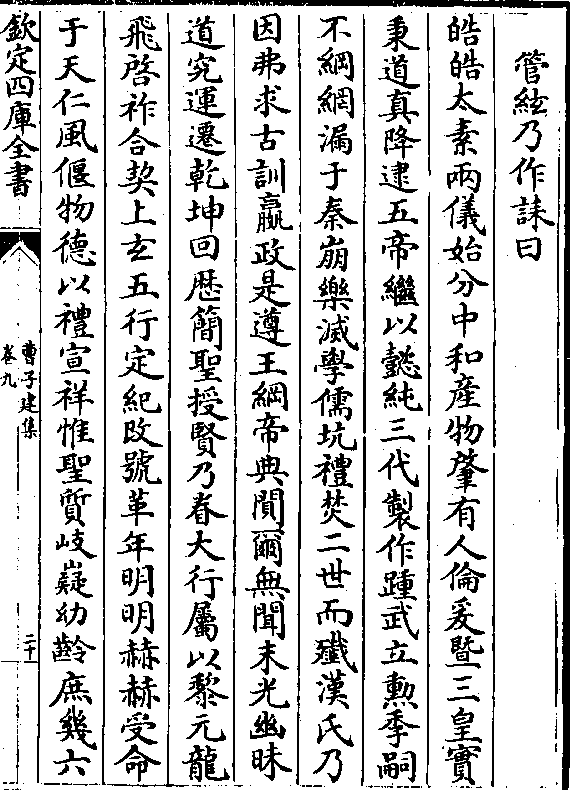 管絃乃作誄曰
皓皓太素兩儀始分中和産物肇有人倫爰暨三皇實
秉道真降逮五帝繼以懿純三代製作踵武立勲季嗣
不綱網漏于秦崩樂滅學儒坑禮焚二世而殱漢氏乃
因弗求古訓嬴政是遵王綱帝典闃爾無聞末光幽昧
道究運遷乾坤回歴簡聖授賢乃眷大行屬以黎元龍
飛啓祚合契上玄五行定紀改號革年明明赫赫受命
于天仁風偃物德以禮宣祥惟聖質岐嶷幼齡庶幾六
欽定四庫全書
曹子建集
卷九
二十